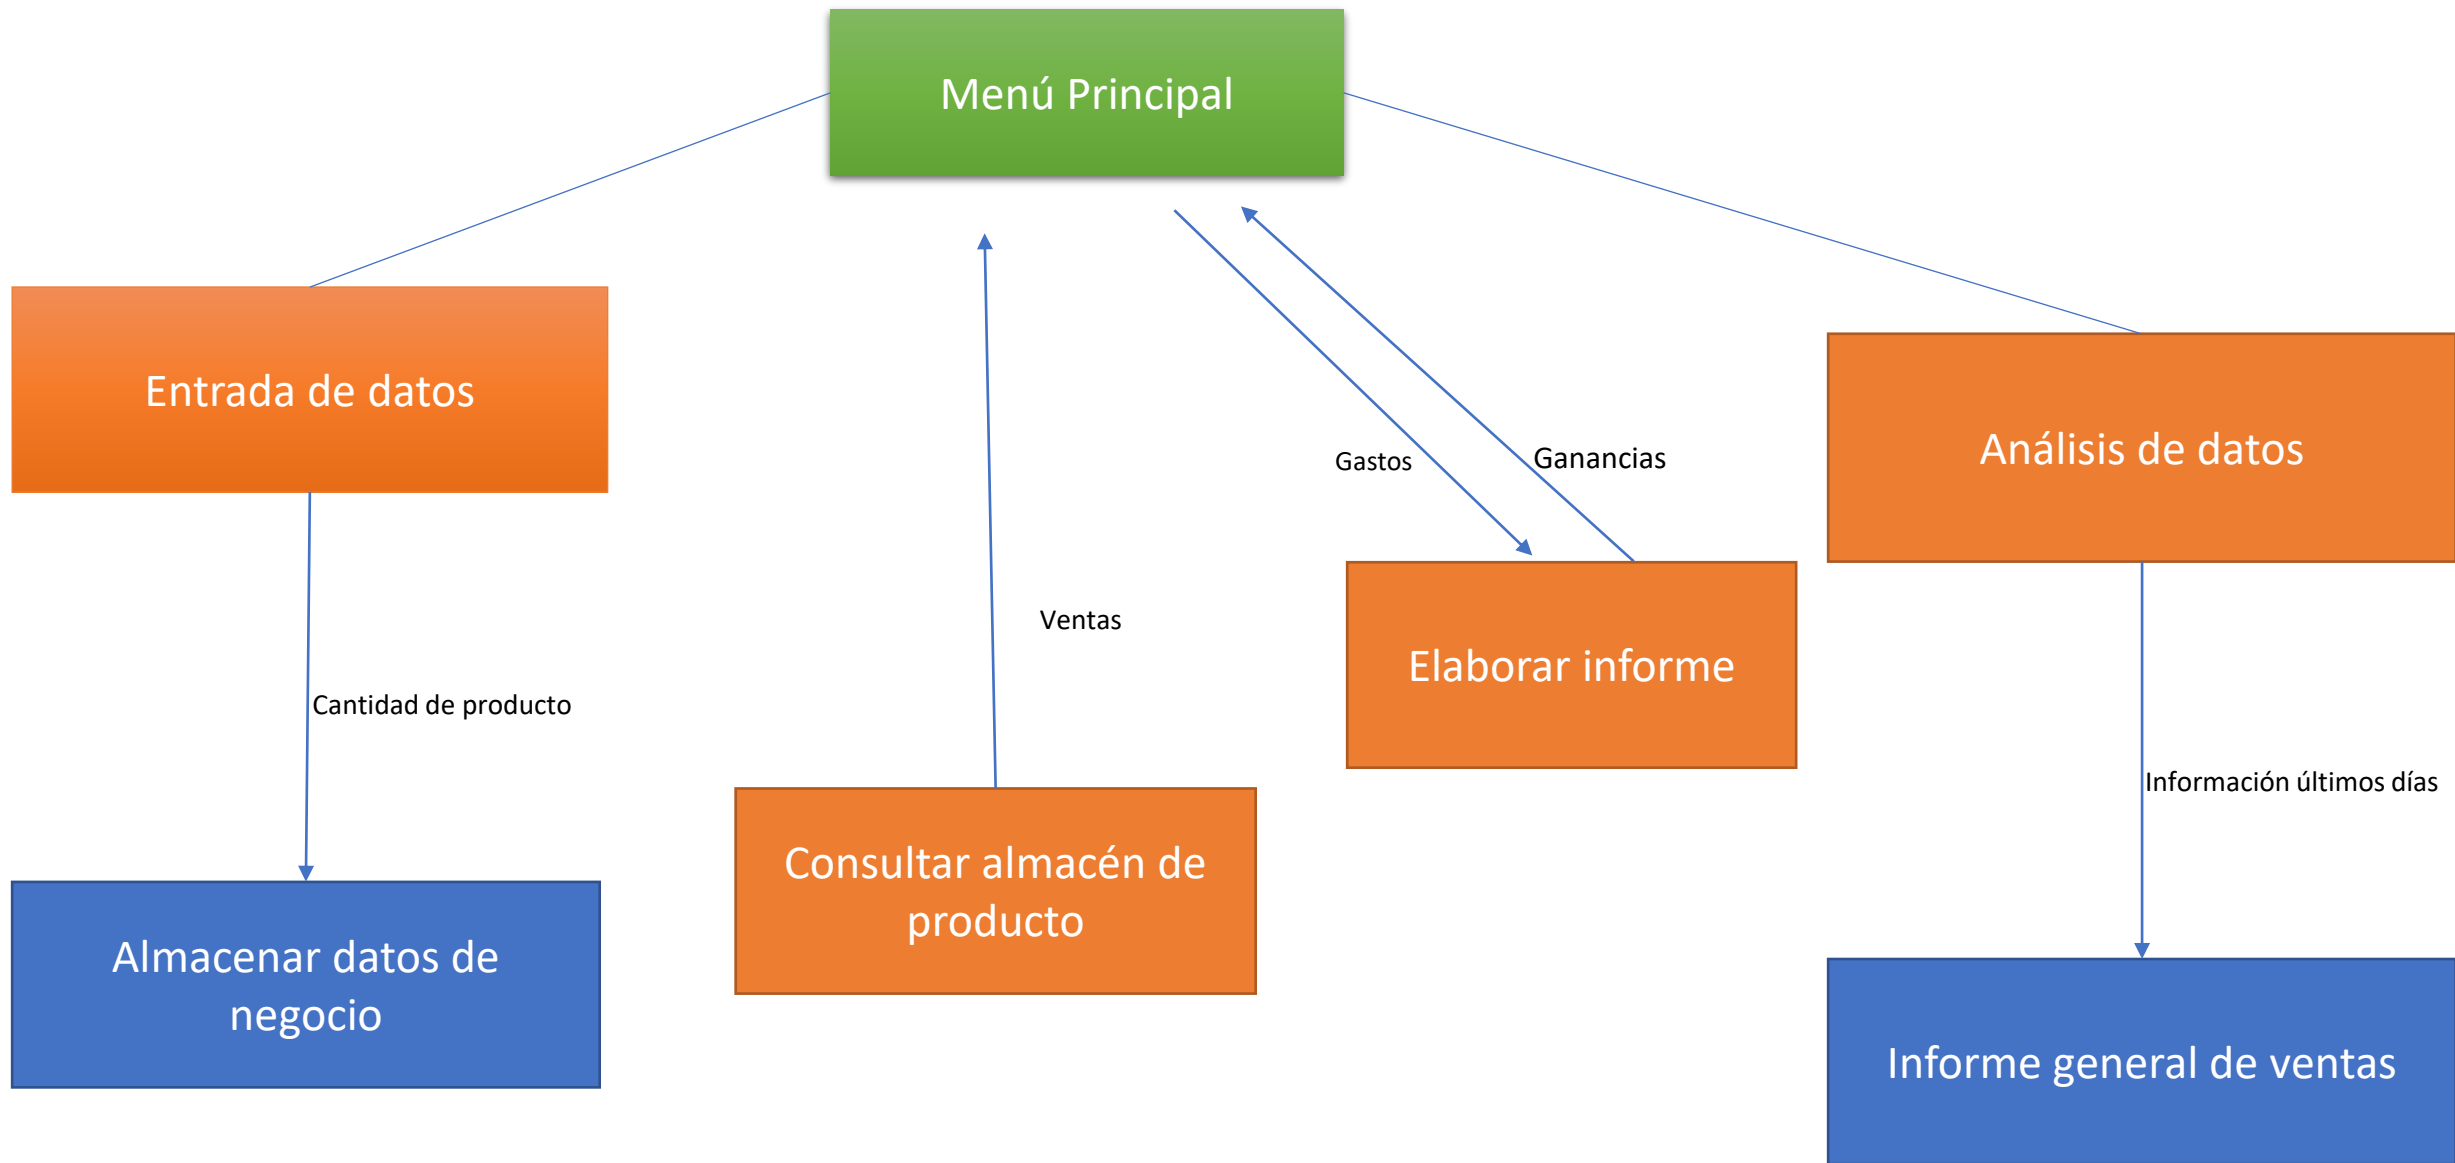 Menú Principal
Entrada de datos
Análisis de datos
Gastos
Ganancias
Ventas
Elaborar informe
Cantidad de producto
Información últimos días
Consultar almacén de
producto
Almacenar datos de
negocio
Informe general de ventas